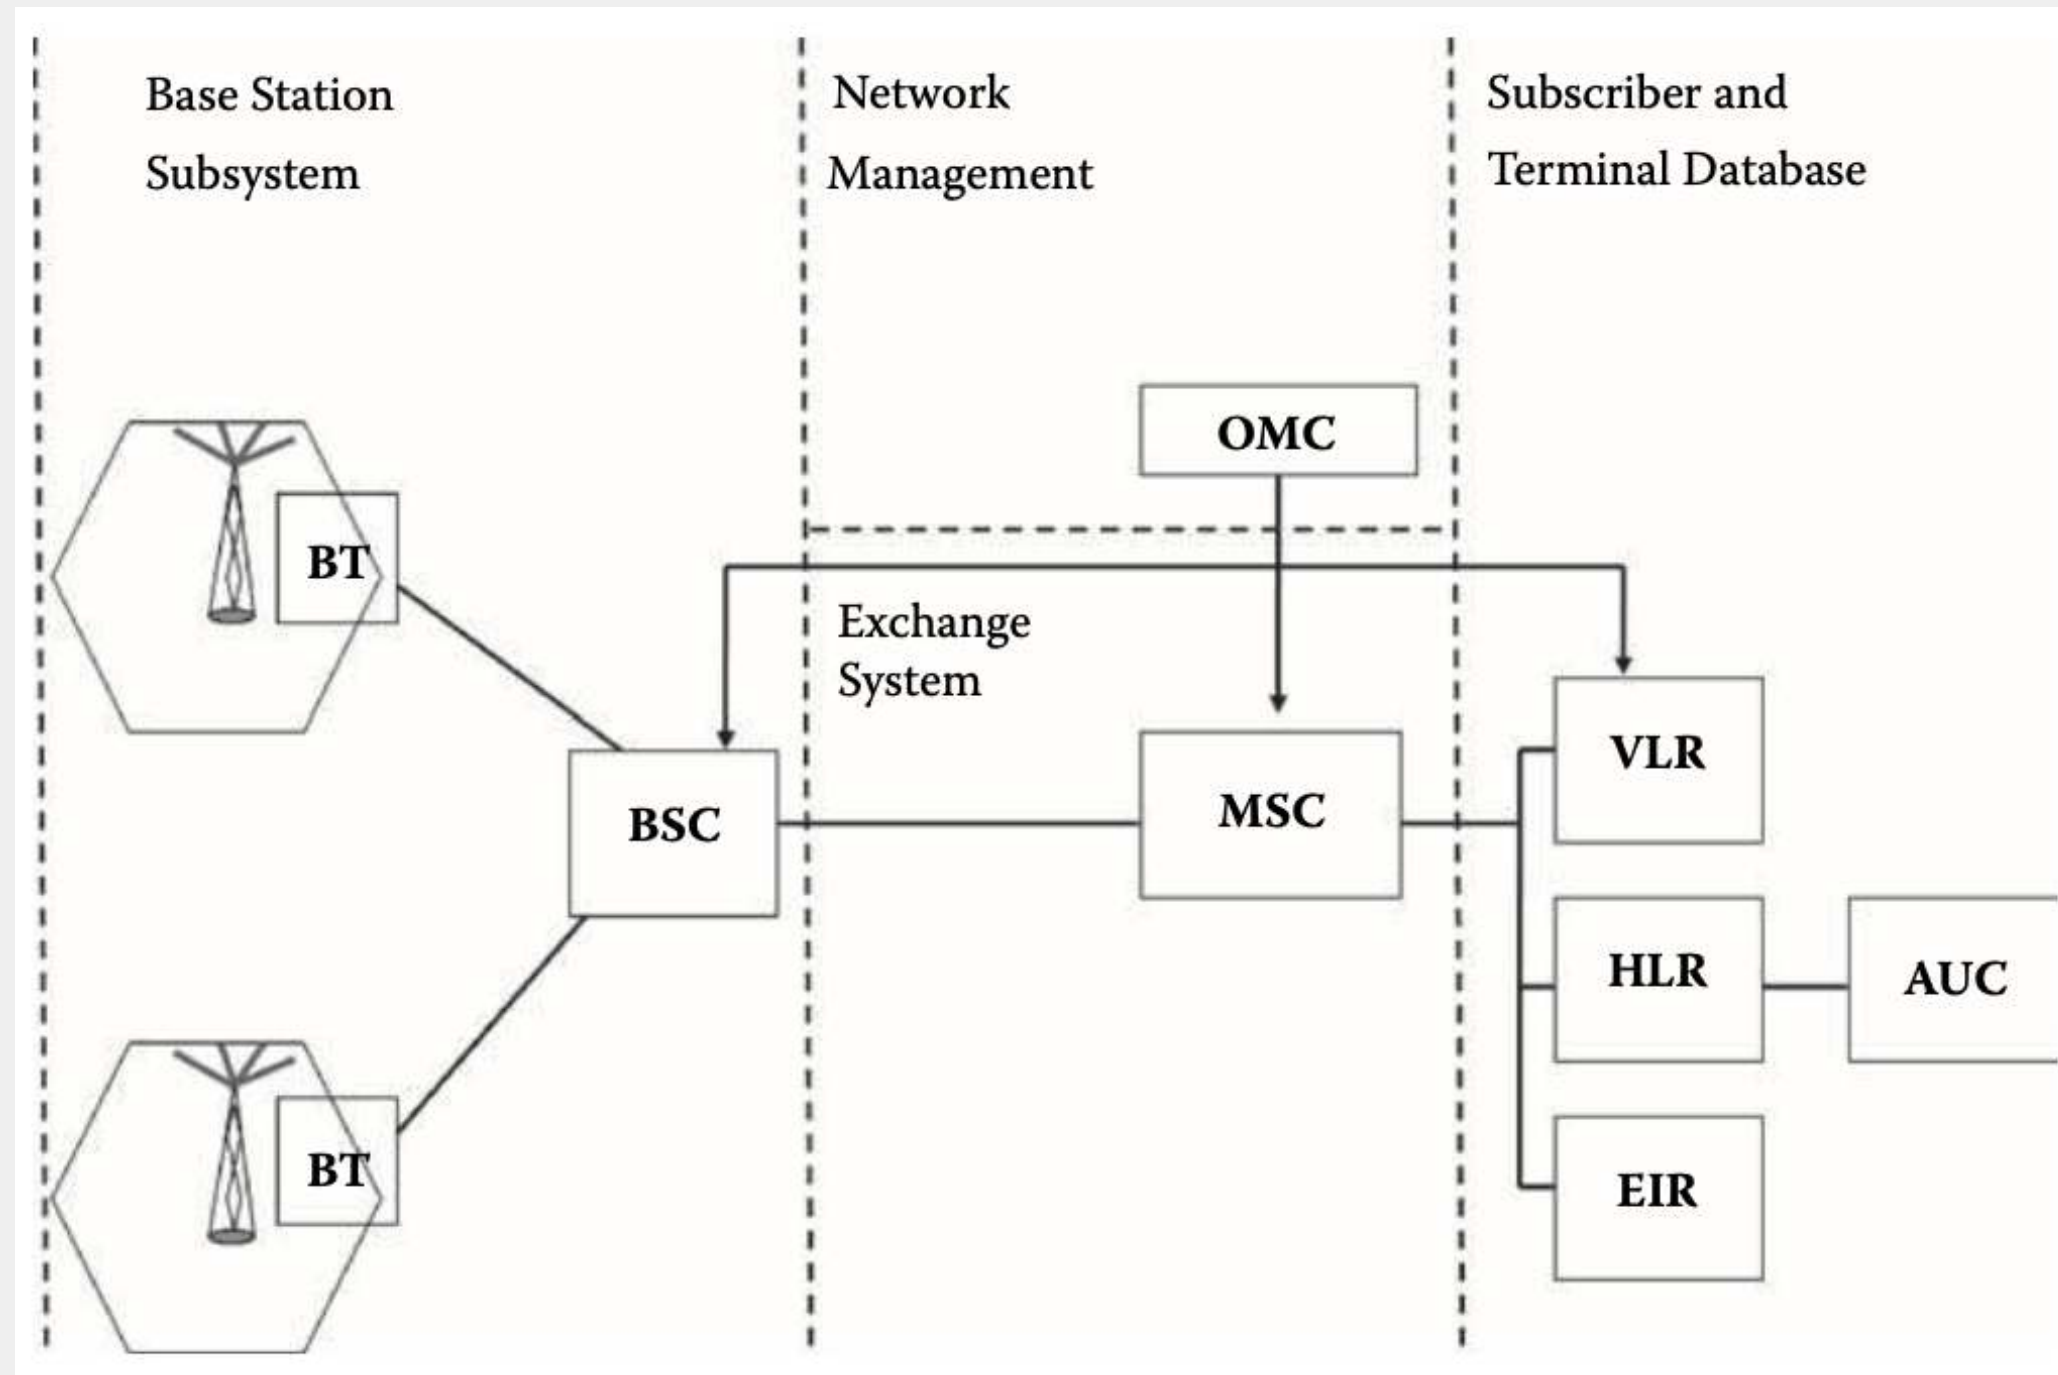 Base Station
Subsystem
Network
Management
Subscriber and
Terminal Database
OMC
BT
Exchange
System
VLR
BSC
MSC
HLR
AUC
BT
EIR